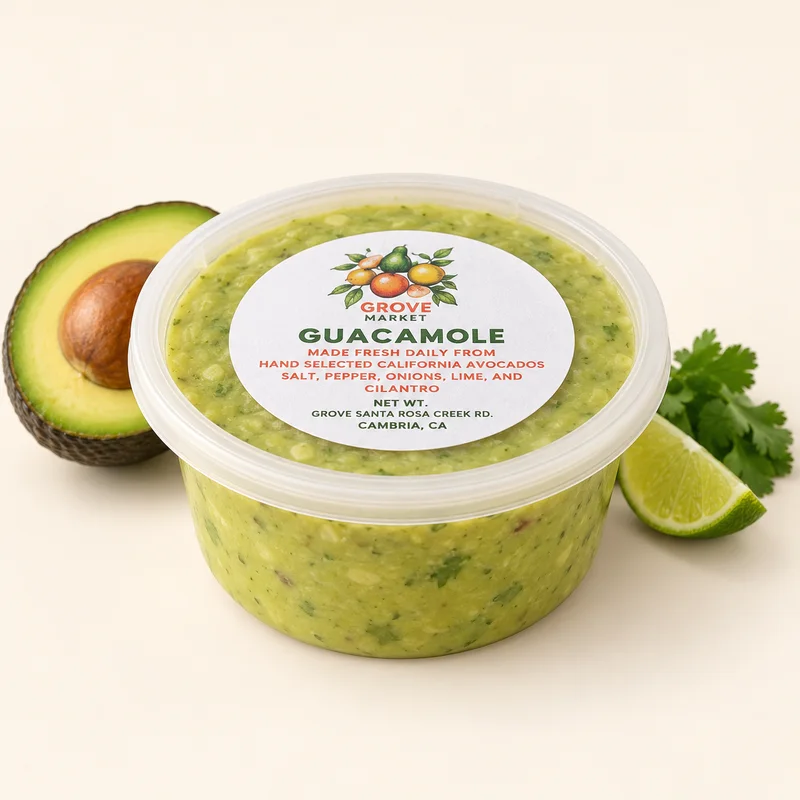 GROVE
MARKET
GUACAMOLE
MADE FRESH DAILY FROM
HAND SELECTED CALIFORNIA AVOCADOS
SALT, PEPPER, ONIONS, LIME, AND
CILANTRO
NET WT.
GROVE SANTA ROSA CREEK RD.
CAMBRIA, CA